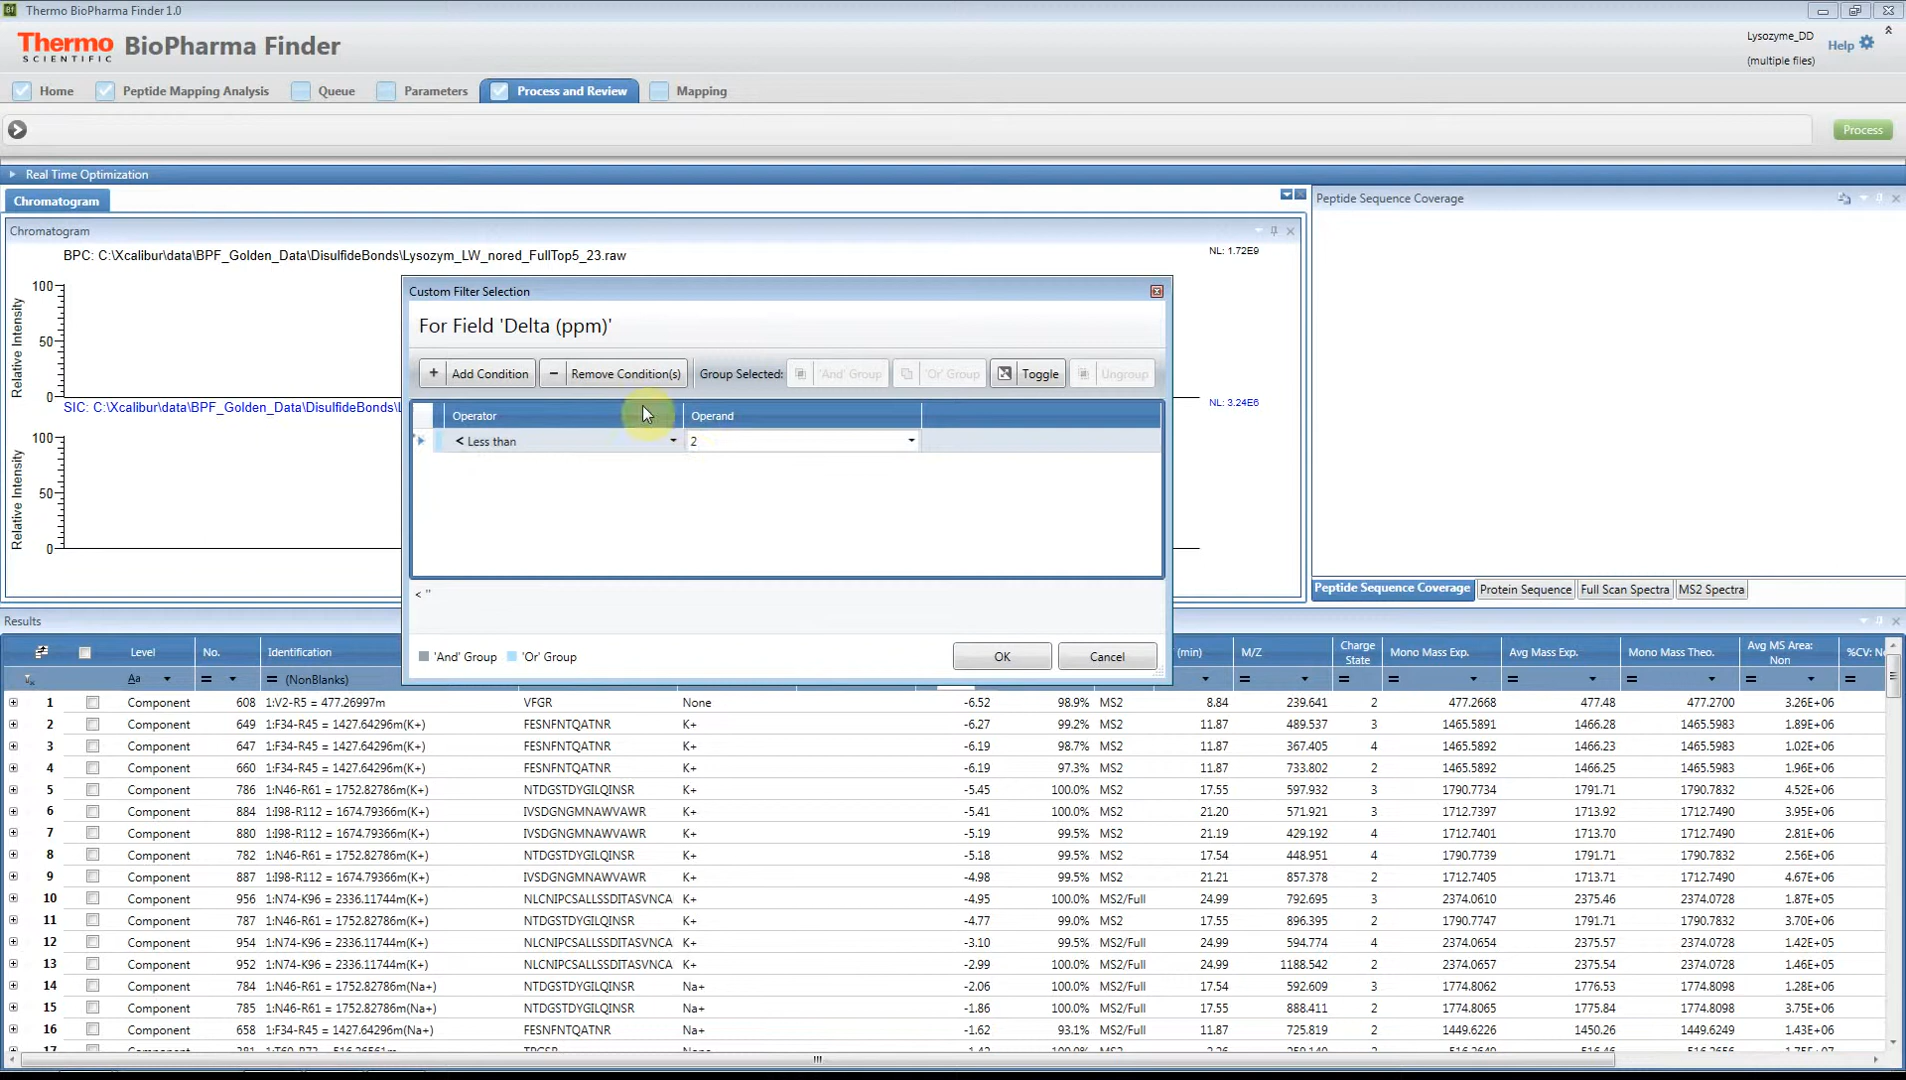 Thermo BioPharma Finder 1.0
Thermo SCIENTIFIC BioPharma Finder
Lysozyme_DD
(multiple files)
Help
Home Peptide Mapping Analysis Queue Parameters Process and Review Mapping
Process
Real Time Optimization
Chromatogram
Peptide Sequence Coverage
Chromatogram
BPC: C:\Xcalibur\data\BPF_Golden_Data\DisulfideBonds\Lysozym_LW_nored_FullTop5_23.raw
NL: 1.72E9
Relative Intensity
100
50
0
SIC: C:\Xcalibur\data\BPF_Golden_Data\DisulfideBonds\L
NL: 3.24E6
Relative Intensity
100
50
0
Custom Filter Selection
For Field 'Delta (ppm)'
+ Add Condition − Remove Condition(s) Group Selected: 'And' Group 'Or' Group Toggle Ungroup
Operator Operand
< Less than 2
< ''
'And' Group 'Or' Group OK Cancel
Peptide Sequence Coverage Protein Sequence Full Scan Spectra MS2 Spectra
Results
Level No. Identification (min) M/Z Charge State Mono Mass Exp. Avg Mass Exp. Mono Mass Theo. Avg MS Area: Non %CV: No
Aa = = (NonBlanks) = = = = = = =
1 Component 608 1:V2-R5 = 477.26997m VFGR None -6.52 98.9% MS2 8.84 239.641 2 477.2668 477.48 477.2700 3.26E+06
2 Component 649 1:F34-R45 = 1427.64296m(K+) FESNFNTQATNR K+ -6.27 99.2% MS2 11.87 489.537 3 1465.5891 1466.28 1465.5983 1.89E+06
3 Component 647 1:F34-R45 = 1427.64296m(K+) FESNFNTQATNR K+ -6.19 98.7% MS2 11.87 367.405 4 1465.5892 1466.23 1465.5983 1.02E+06
4 Component 660 1:F34-R45 = 1427.64296m(K+) FESNFNTQATNR K+ -6.19 97.3% MS2 11.87 733.802 2 1465.5892 1466.25 1465.5983 1.96E+06
5 Component 786 1:N46-R61 = 1752.82786m(K+) NTDGSTDYGILQINSR K+ -5.45 100.0% MS2 17.55 597.932 3 1790.7734 1791.71 1790.7832 4.52E+06
6 Component 884 1:I98-R112 = 1674.79366m(K+) IVSDGNGMNAWVAWR K+ -5.41 100.0% MS2 21.20 571.921 3 1712.7397 1713.92 1712.7490 3.95E+06
7 Component 880 1:I98-R112 = 1674.79366m(K+) IVSDGNGMNAWVAWR K+ -5.19 99.5% MS2 21.19 429.192 4 1712.7401 1713.70 1712.7490 2.81E+06
8 Component 782 1:N46-R61 = 1752.82786m(K+) NTDGSTDYGILQINSR K+ -5.18 99.5% MS2 17.54 448.951 4 1790.7739 1791.71 1790.7832 2.56E+06
9 Component 887 1:I98-R112 = 1674.79366m(K+) IVSDGNGMNAWVAWR K+ -4.98 99.5% MS2 21.21 857.378 2 1712.7405 1713.71 1712.7490 4.67E+06
10 Component 956 1:N74-K96 = 2336.11744m(K+) NLCNIPCSALLSSDITASVNCA K+ -4.95 100.0% MS2/Full 24.99 792.695 3 2374.0610 2375.46 2374.0728 1.87E+05
11 Component 787 1:N46-R61 = 1752.82786m(K+) NTDGSTDYGILQINSR K+ -4.77 99.0% MS2 17.55 896.395 2 1790.7747 1791.71 1790.7832 3.70E+06
12 Component 954 1:N74-K96 = 2336.11744m(K+) NLCNIPCSALLSSDITASVNCA K+ -3.10 99.5% MS2/Full 24.99 594.774 4 2374.0654 2375.57 2374.0728 1.42E+05
13 Component 952 1:N74-K96 = 2336.11744m(K+) NLCNIPCSALLSSDITASVNCA K+ -2.99 100.0% MS2/Full 24.99 1188.542 2 2374.0657 2375.54 2374.0728 1.46E+05
14 Component 784 1:N46-R61 = 1752.82786m(Na+) NTDGSTDYGILQINSR Na+ -2.06 100.0% MS2 17.54 592.609 3 1774.8062 1776.53 1774.8098 1.28E+06
15 Component 785 1:N46-R61 = 1752.82786m(Na+) NTDGSTDYGILQINSR Na+ -1.86 100.0% MS2 17.55 888.411 2 1774.8065 1775.84 1774.8098 3.75E+06
16 Component 658 1:F34-R45 = 1427.64296m(Na+) FESNFNTQATNR Na+ -1.62 93.1% MS2 11.87 725.819 2 1449.6226 1450.26 1449.6249 1.43E+06